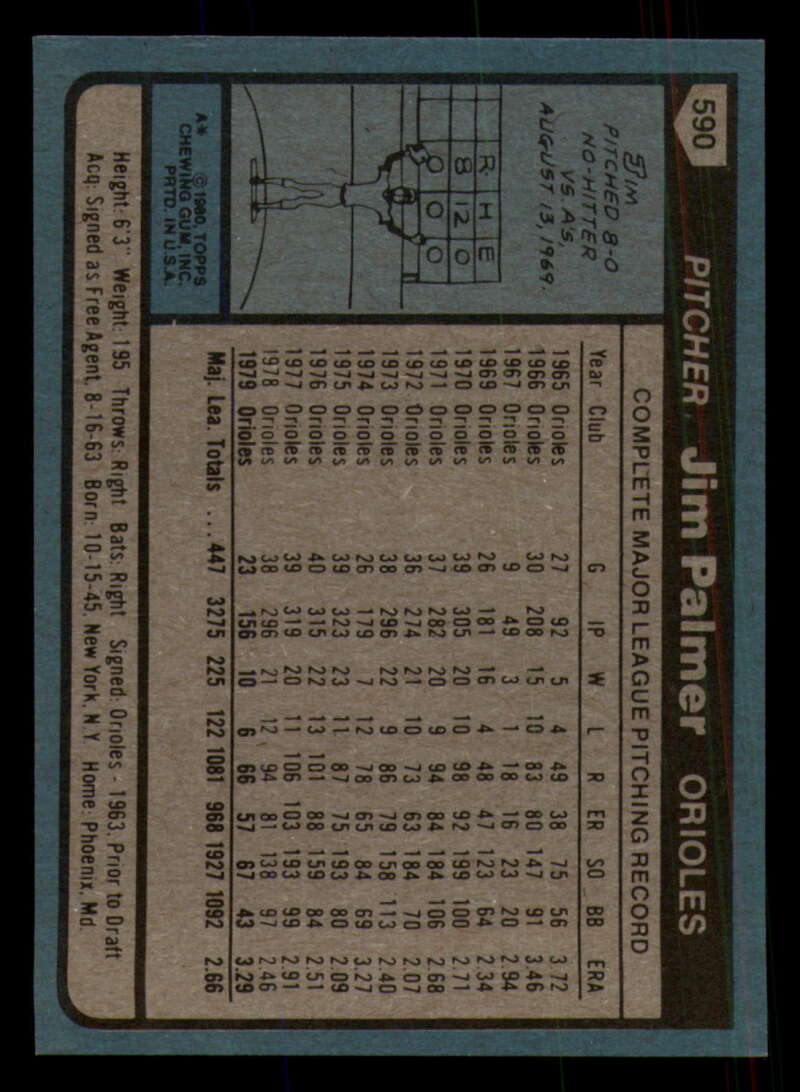 590
PITCHER Jim Palmer ORIOLES
JIM
PITCHED 8-0
NO-HITTER
VS. A'S,
AUGUST 13, 1969.
R H E
8 12 0
0 0 0
A* © 1980, TOPPS
CHEWING GUM, INC.
PRTD. IN U.S.A.
COMPLETE MAJOR LEAGUE PITCHING RECORD
Year Club G IP W L R ER SO BB ERA
1965 Orioles 27 92 5 4 49 38 75 56 3.72
1966 Orioles 30 208 15 10 83 80 147 91 3.46
1967 Orioles 9 49 3 1 18 16 23 20 2.94
1969 Orioles 26 181 16 4 48 47 123 64 2.34
1970 Orioles 39 305 20 10 98 92 199 100 2.71
1971 Orioles 37 282 20 9 94 84 184 106 2.68
1972 Orioles 36 274 21 10 73 63 184 70 2.07
1973 Orioles 38 296 22 9 86 79 158 113 2.40
1974 Orioles 26 179 7 12 78 65 84 69 3.27
1975 Orioles 39 323 23 11 87 75 193 80 2.09
1976 Orioles 40 315 22 13 101 88 159 84 2.51
1977 Orioles 39 319 20 11 106 103 193 99 2.91
1978 Orioles 38 296 21 12 94 81 138 97 2.46
1979 Orioles 23 156 10 6 66 57 67 43 3.29
Maj. Lea. Totals ...447 3275 225 122 1081 968 1927 1092 2.66
Height: 6'3" Weight: 195 Throws: Right Bats: Right Signed: Orioles - 1963, Prior to Draft
Acq: Signed as Free Agent, 8-16-63 Born: 10-15-45, New York, N.Y. Home: Phoenix, Md.